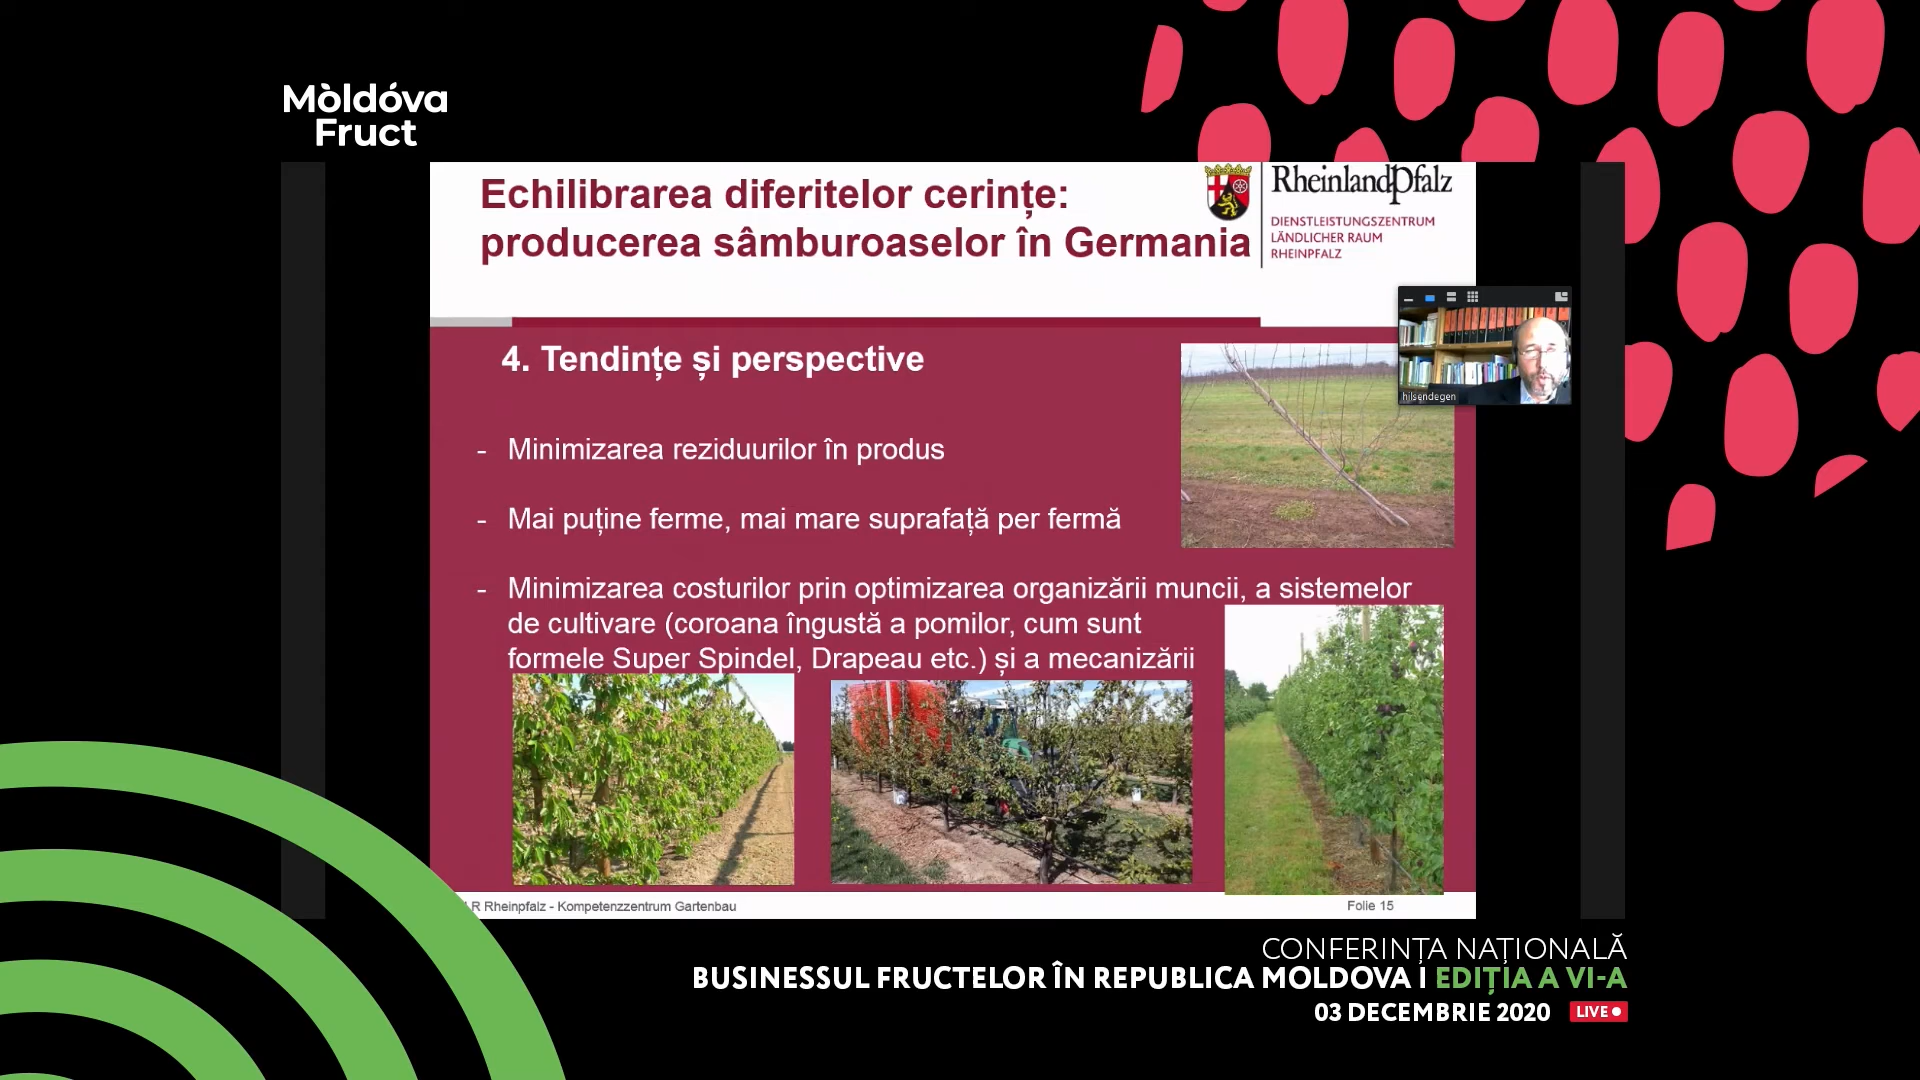 Mòldóva
Fruct
Echilibrarea diferitelor cerințe:
producerea sâmburoaselor în Germania
RheinlandPfalz
DIENSTLEISTUNGSZENTRUM
LÄNDLICHER RAUM
RHEINPFALZ
hilsendegen
4. Tendințe și perspective
- Minimizarea reziduurilor în produs
- Mai puține ferme, mai mare suprafață per fermă
- Minimizarea costurilor prin optimizarea organizării muncii, a sistemelor
de cultivare (coroana îngustă a pomilor, cum sunt
formele Super Spindel, Drapeau etc.) și a mecanizării
R Rheinpfalz - Kompetenzzentrum Gartenbau
Folie 15
CONFERINȚA NAȚIONALĂ
BUSINESSUL FRUCTELOR ÎN REPUBLICA MOLDOVA | EDIȚIA A VI-A
03 DECEMBRIE 2020
LIVE